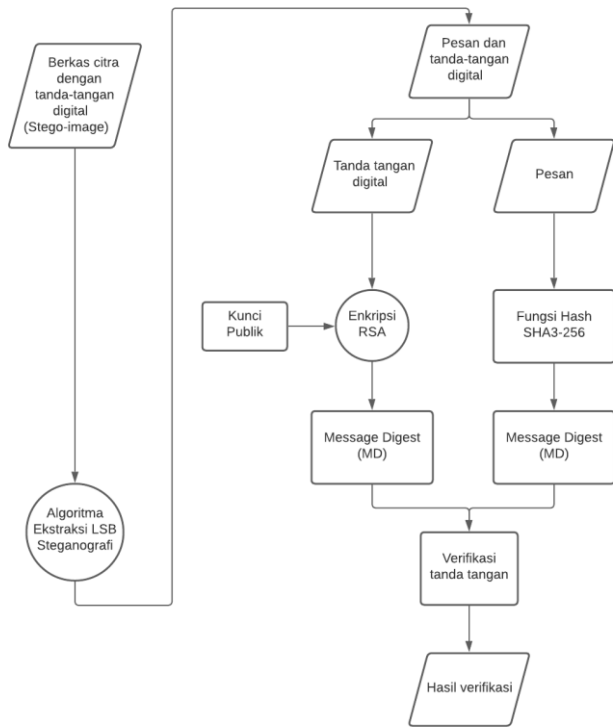 Berkas citra
dengan
tanda-tangan
digital
(Stego-image)
Pesan dan
tanda-tangan
digital
Tanda tangan
digital
Pesan
Kunci
Publik
Enkripsi
RSA
Fungsi Hash
SHA3-256
Message Digest
(MD)
Message Digest
(MD)
Algoritma
Ekstraksi LSB
Steganografi
Verifikasi
tanda tangan
Hasil verifikasi